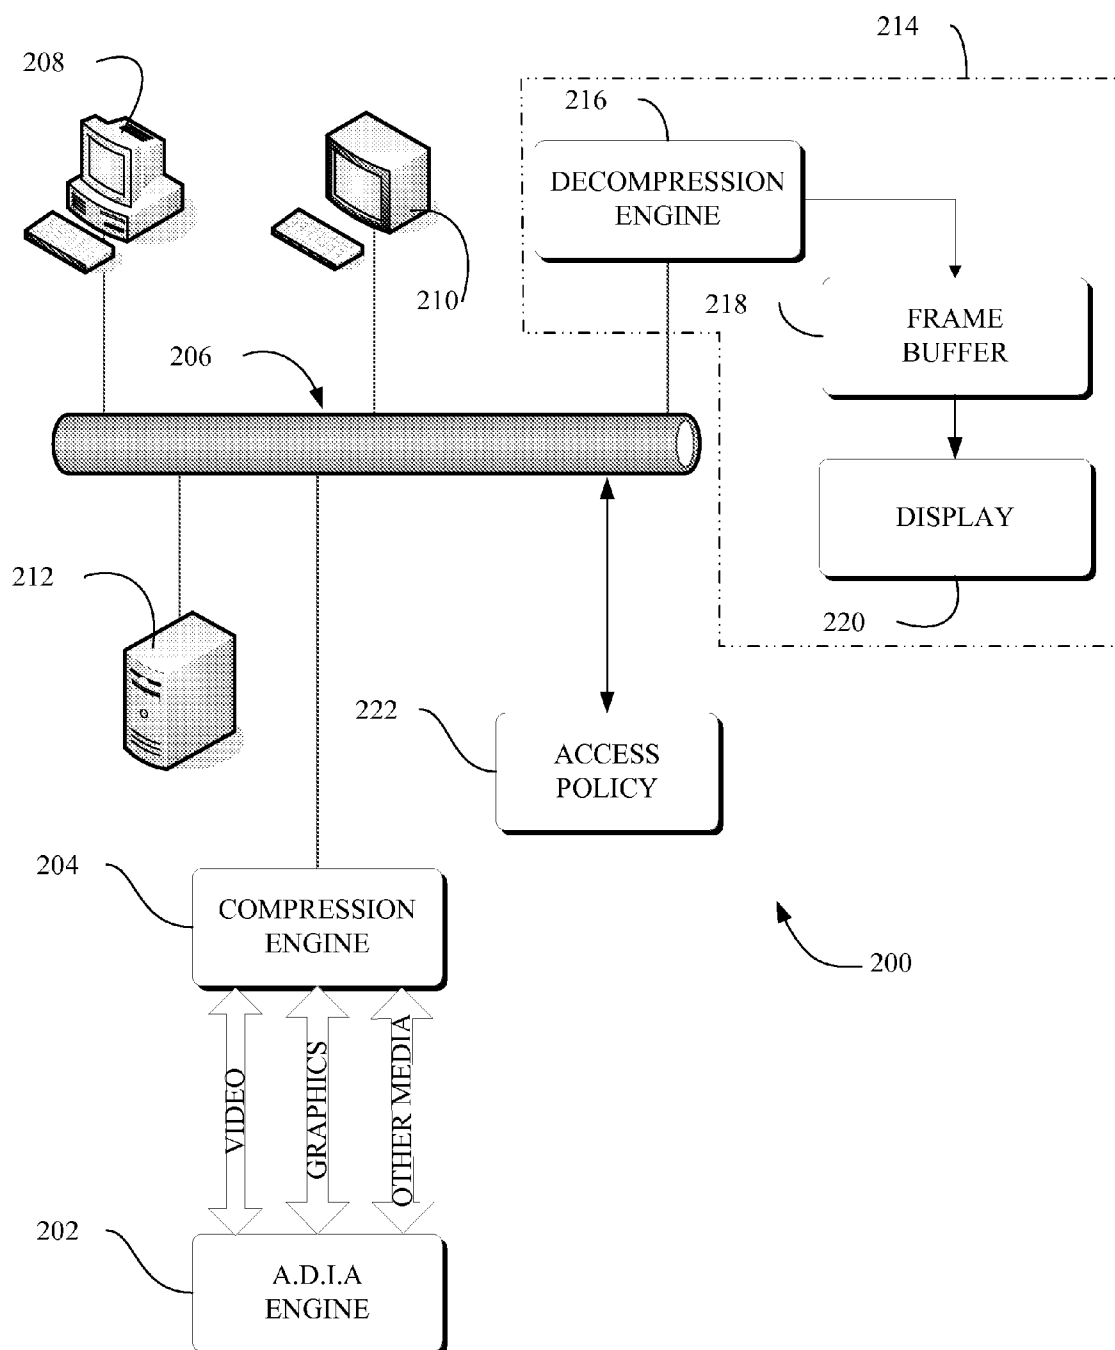 214
208
216
DECOMPRESSION
ENGINE
210
218
FRAME
BUFFER
206
DISPLAY
212
220
222
ACCESS
POLICY
204
COMPRESSION
ENGINE
200
VIDEO
GRAPHICS
OTHER MEDIA
202
A.D.I.A
ENGINE